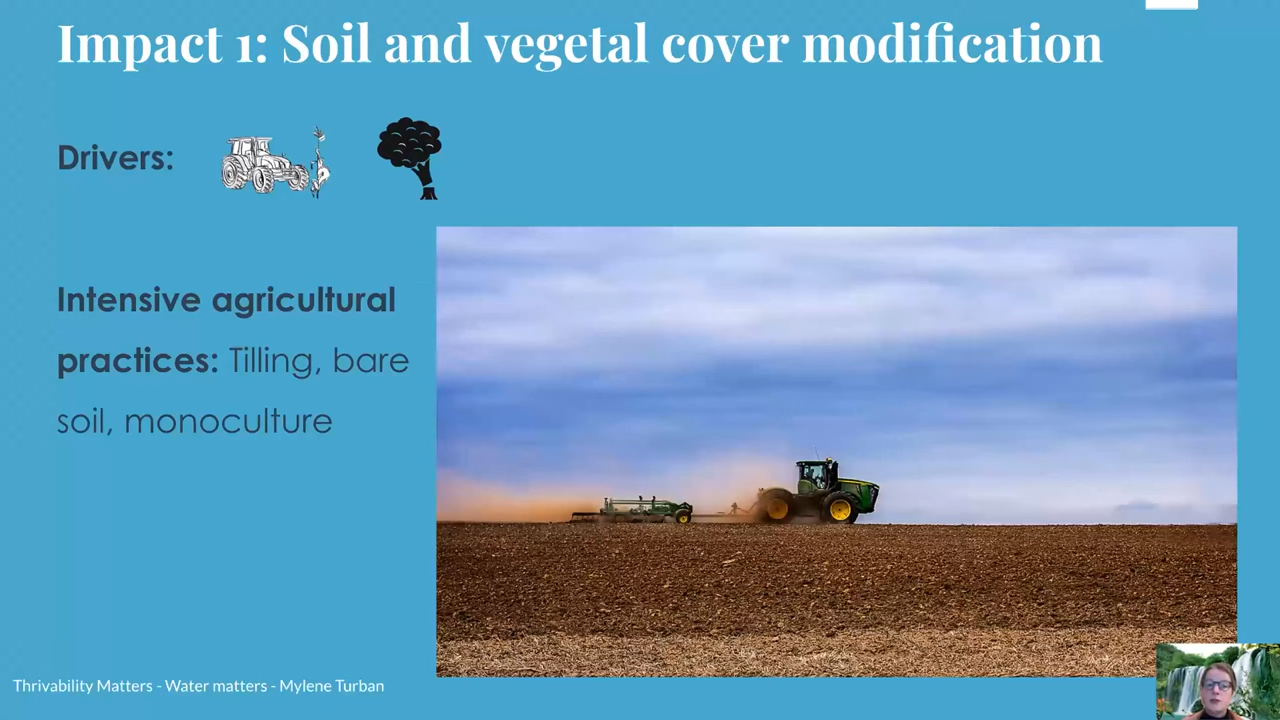 Impact 1: Soil and vegetal cover modification
Drivers:
Intensive agricultural
practices: Tilling, bare
soil, monoculture
Thrivability Matters - Water matters - Mylene Turban